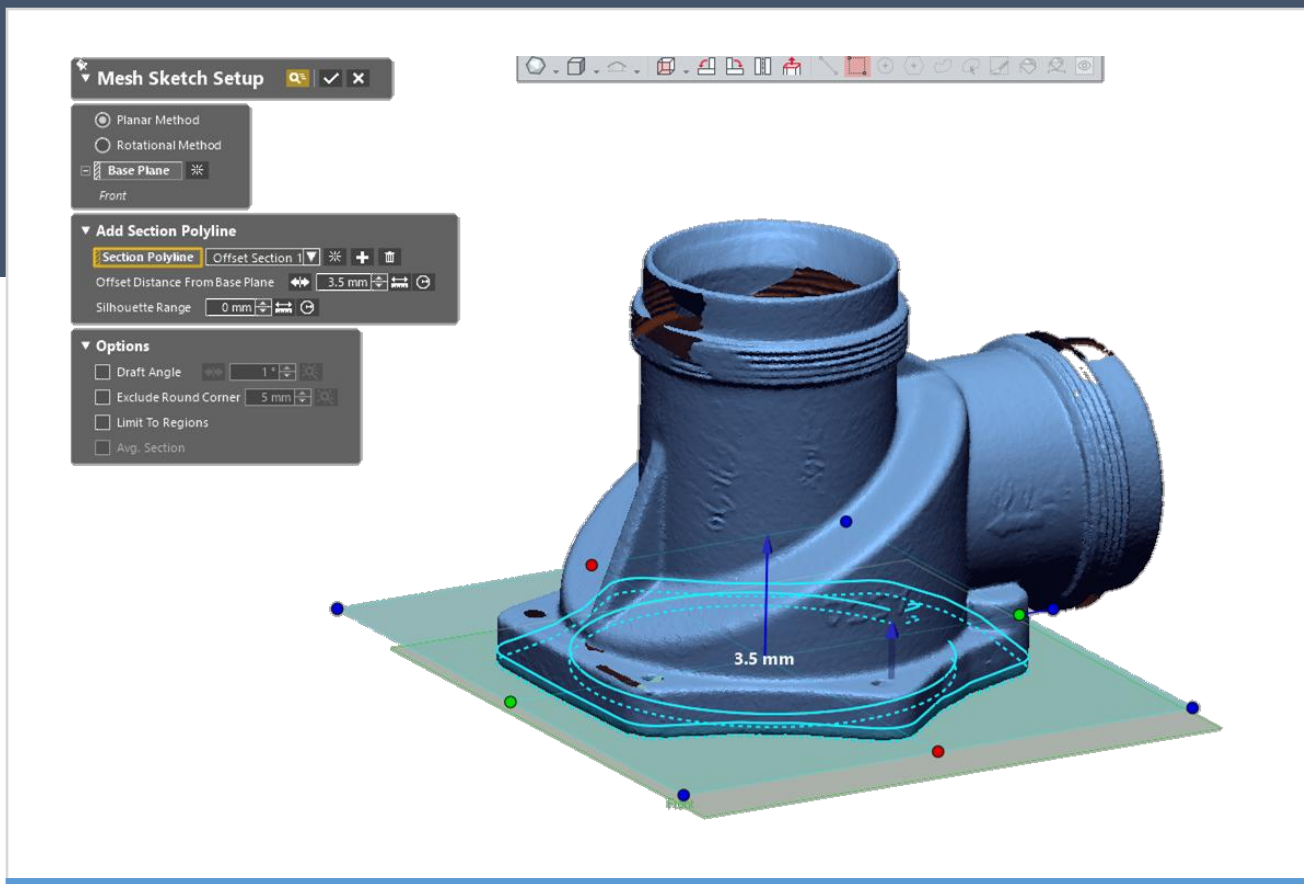 Mesh Sketch Setup
Planar Method
Rotational Method
Base Plane
Front
Add Section Polyline
Section Polyline Offset Section 1
Offset Distance From Base Plane 3.5 mm
Silhouette Range 0 mm
Options
Draft Angle 1 °
Exclude Round Corner 5 mm
Limit To Regions
Avg. Section
3.5 mm
Front